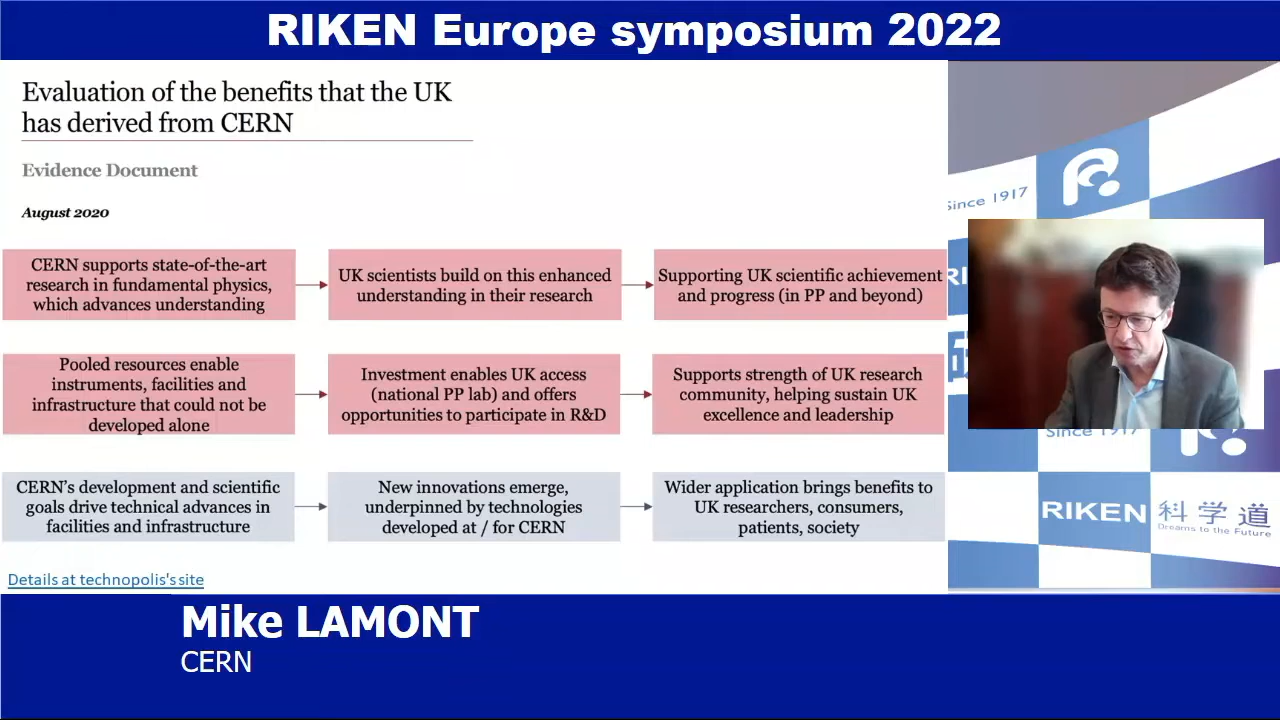 RIKEN Europe symposium 2022
Evaluation of the benefits that the UK
has derived from CERN
Evidence Document
August 2020
CERN supports state-of-the-art
research in fundamental physics,
which advances understanding
UK scientists build on this enhanced
understanding in their research
Supporting UK scientific achievement
and progress (in PP and beyond)
Pooled resources enable
instruments, facilities and
infrastructure that could not be
developed alone
Investment enables UK access
(national PP lab) and offers
opportunities to participate in R&D
Supports strength of UK research
community, helping sustain UK
excellence and leadership
CERN's development and scientific
goals drive technical advances in
facilities and infrastructure
New innovations emerge,
underpinned by technologies
developed at / for CERN
Wider application brings benefits to
UK researchers, consumers,
patients, society
Details at technopolis's site
Since 1917
Since 1917
RIKEN 科学道
Dreams to the Future
Mike LAMONT
CERN